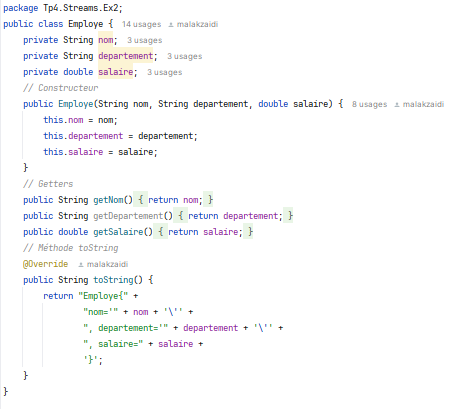 package Tp4.Streams.Ex2;
public class Employe { 14 usages malakzaidi
private String nom; 3 usages
private String departement; 3 usages
private double salaire; 3 usages
// Constructeur
public Employe(String nom, String departement, double salaire) { 8 usages malakzaidi
this.nom = nom;
this.departement = departement;
this.salaire = salaire;
}
// Getters
public String getNom() { return nom; }
public String getDepartement() { return departement; }
public double getSalaire() { return salaire; }
// Méthode toString
@Override malakzaidi
public String toString() {
return "Employe{" +
"nom='" + nom + '\'' +
", departement='" + departement + '\'' +
", salaire=" + salaire +
'}';
}
}